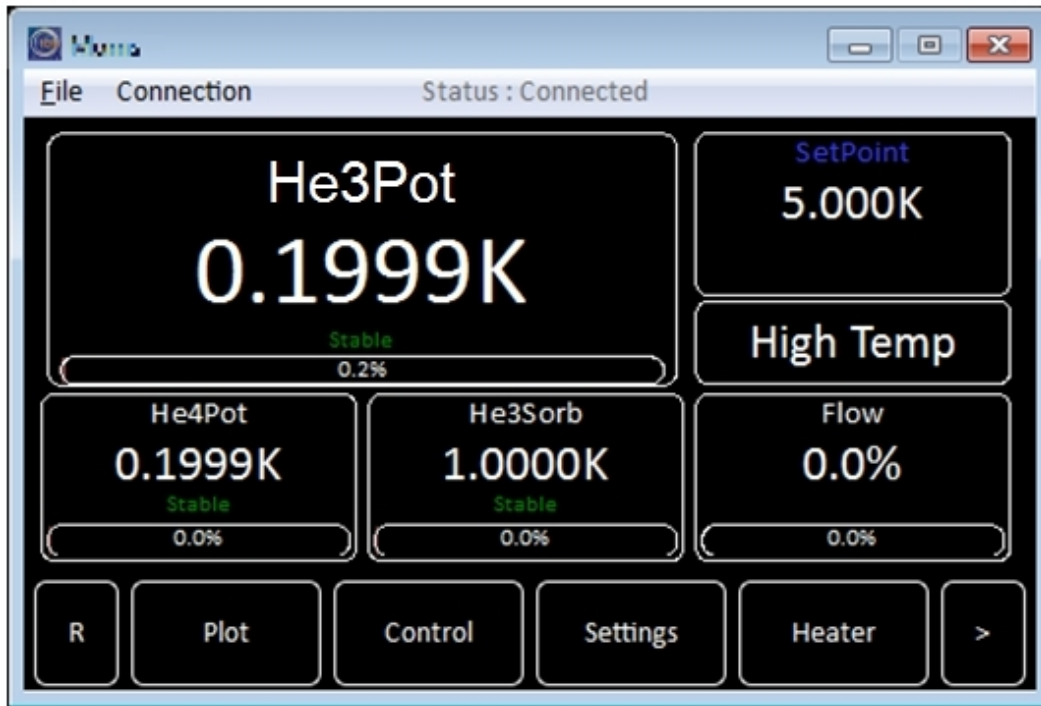 File Connection Status : Connected
He3Pot
0.1999K
Stable
0.2%
SetPoint
5.000K
High Temp
He4Pot
0.1999K
Stable
0.0%
He3Sorb
1.0000K
Stable
0.0%
Flow
0.0%
0.0%
R Plot Control Settings Heater >